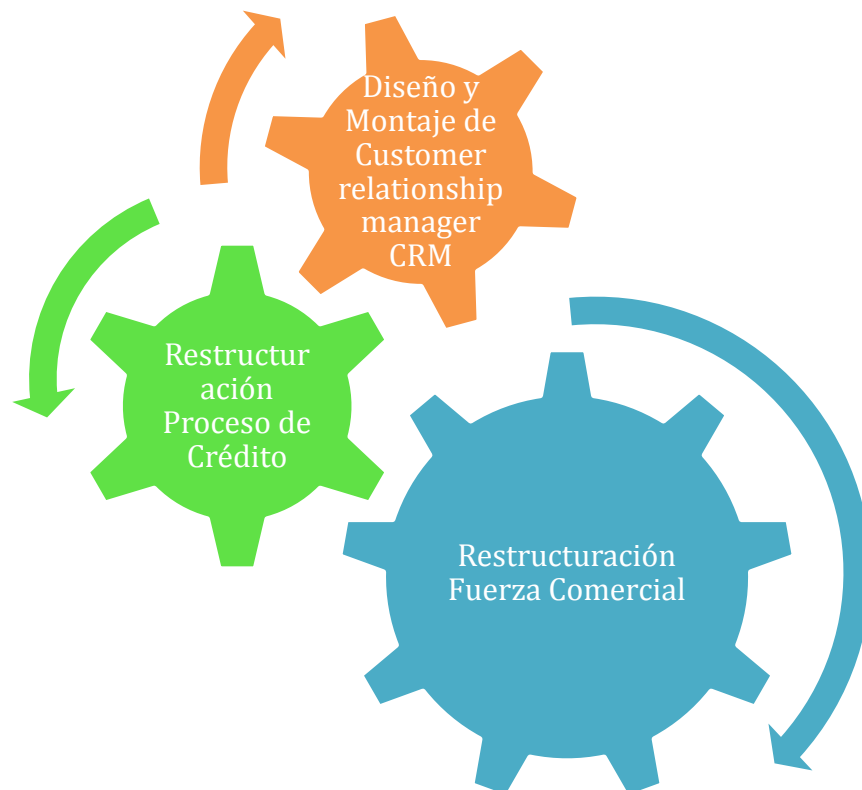 Diseño y
Montaje de
Customer
relationship
manager
CRM
Restructur
ación
Proceso de
Crédito
Restructuración
Fuerza Comercial